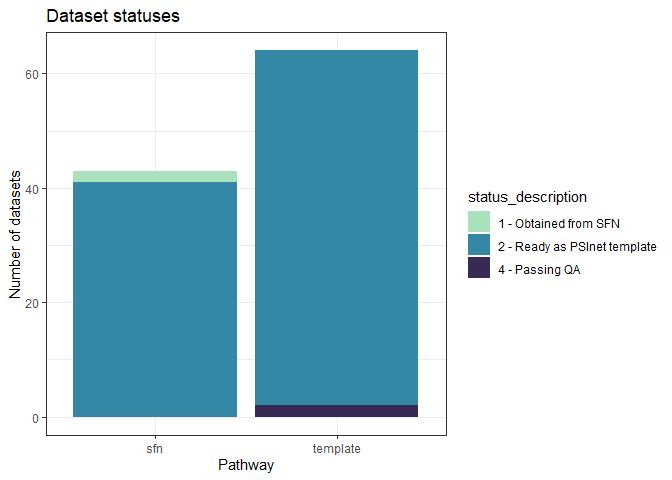 Dataset statuses
Number of datasets
60
40
20
0
sfn
template
Pathway
status_description
1 - Obtained from SFN
2 - Ready as PSInet template
4 - Passing QA